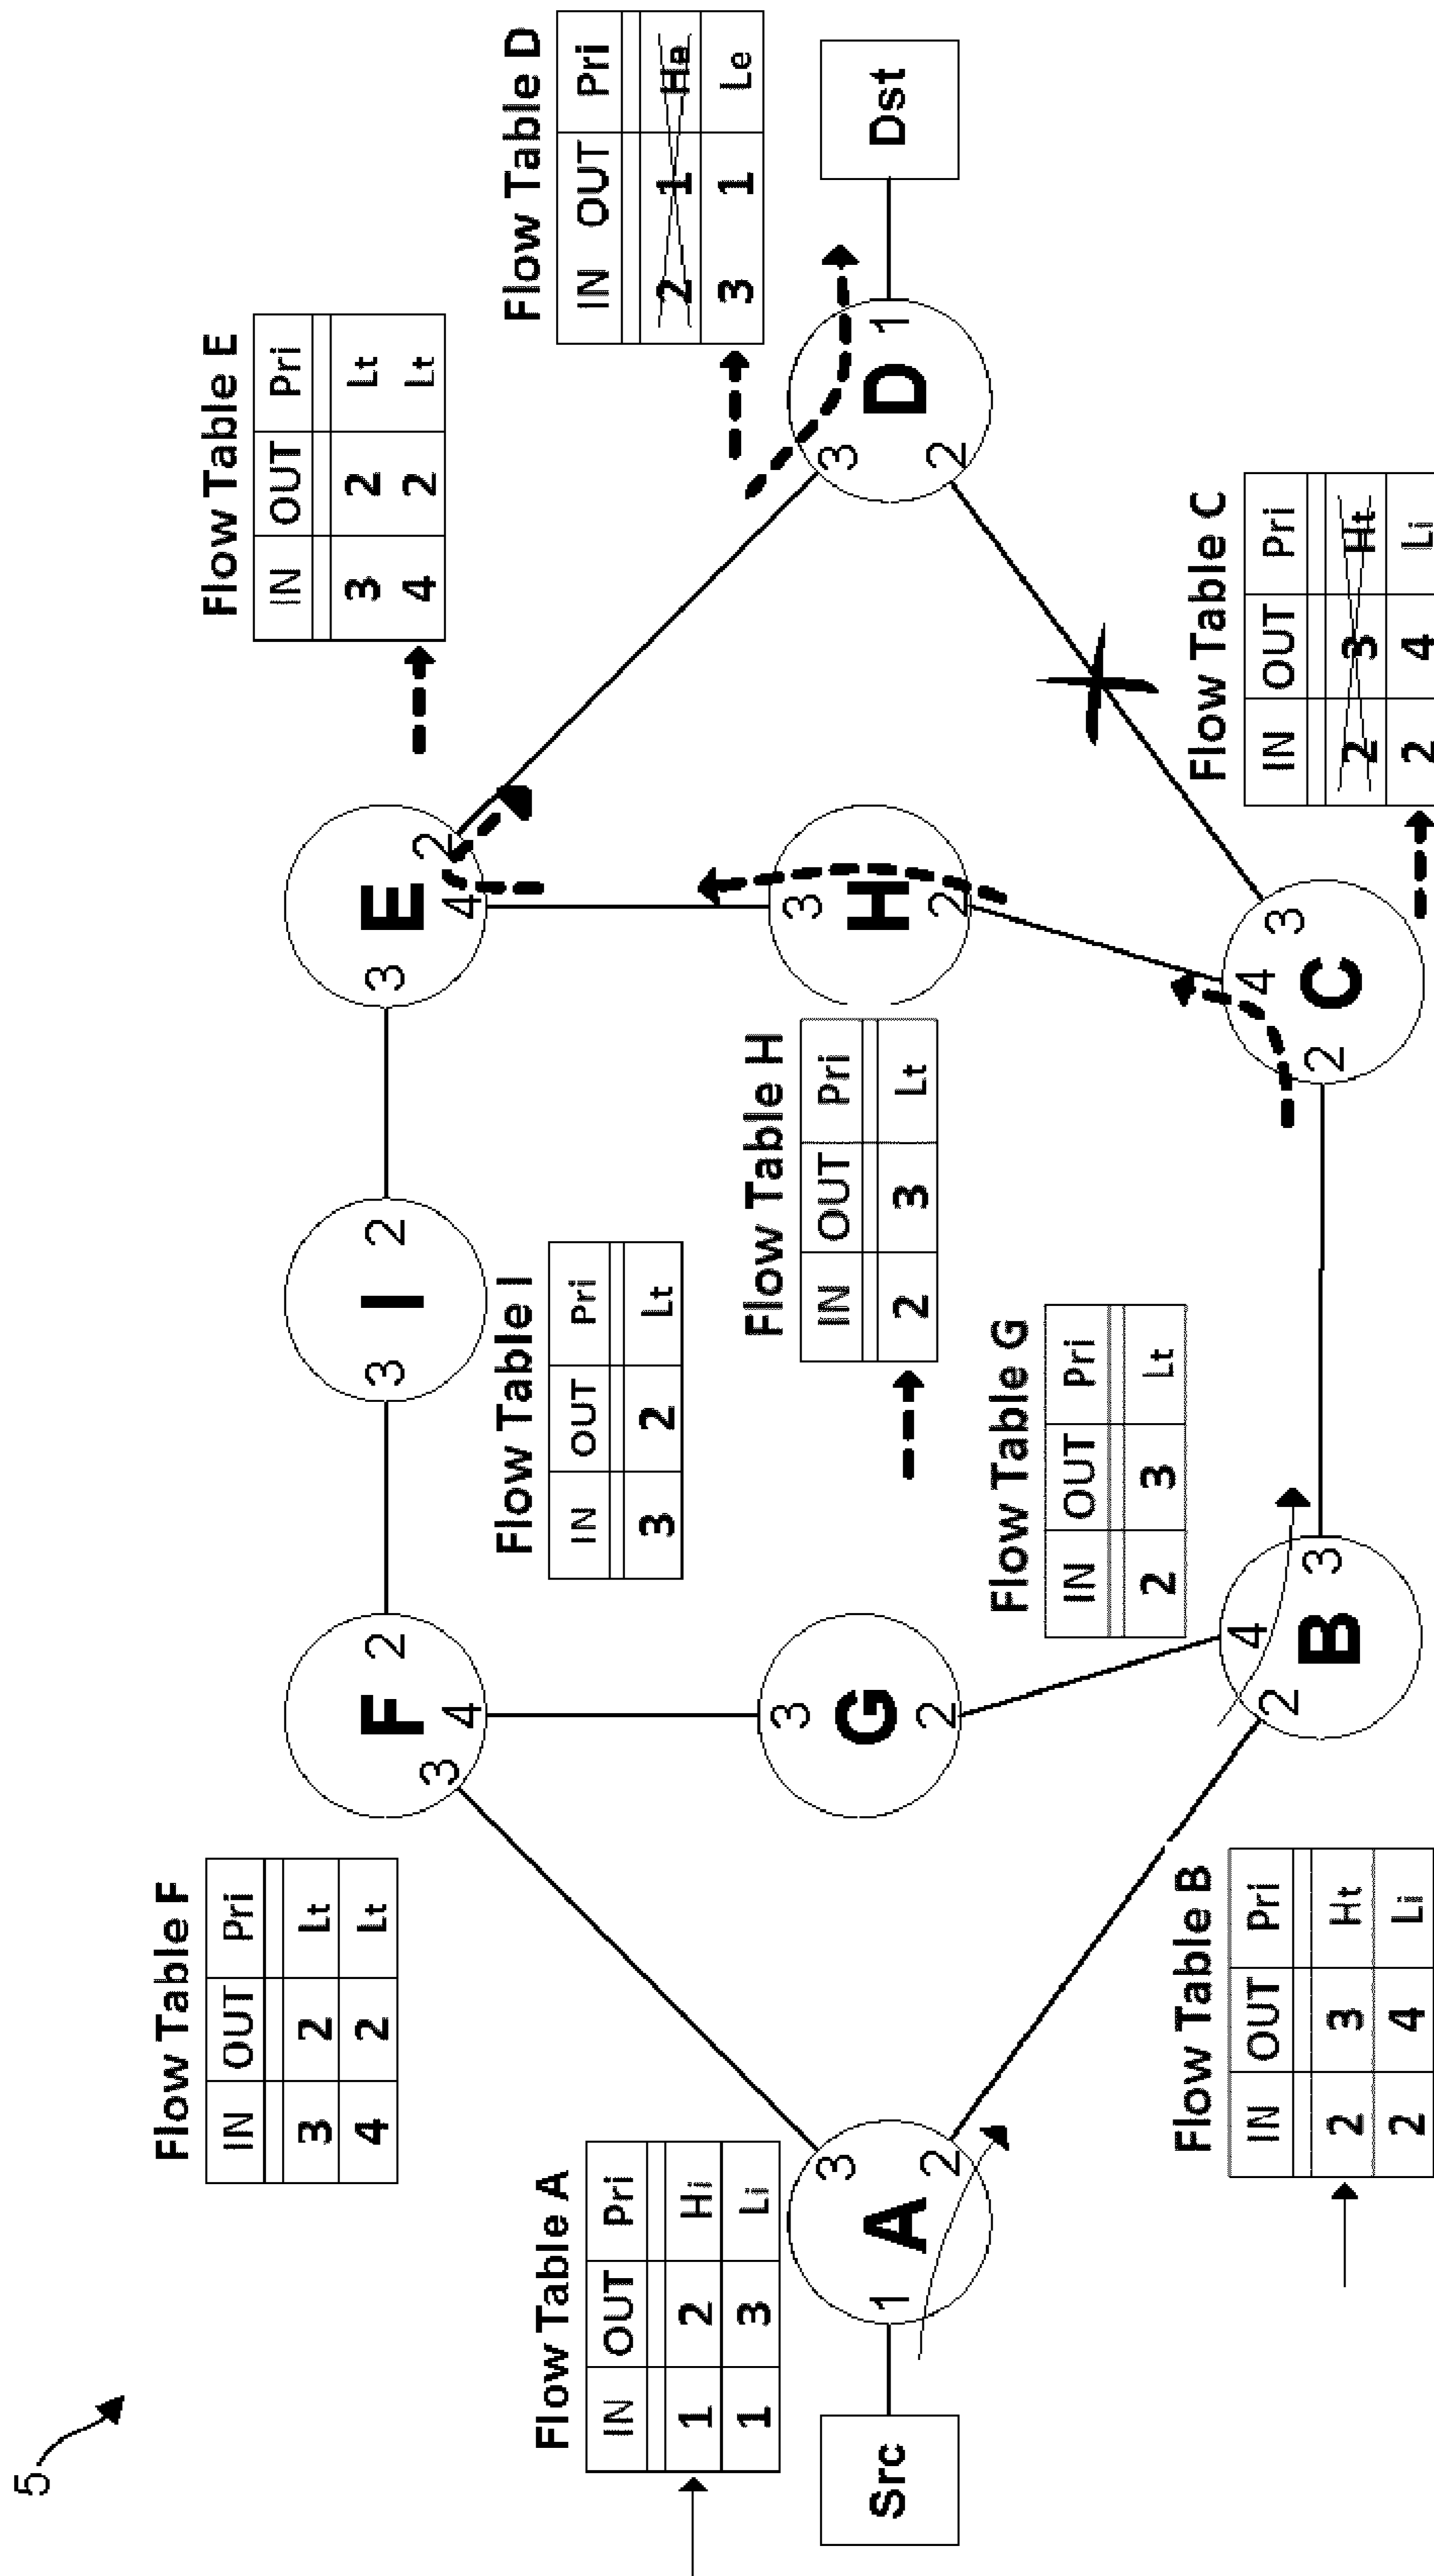 5
Flow Table F
IN OUT Pri
3 2 Lt
4 2 Lt
Flow Table E
IN OUT Pri
3 2 Lt
4 2 Lt
3 F 2
4
3 I 2
3 E 2
4
Flow Table A
IN OUT Pri
1 2 Hi
1 3 Li
Flow Table I
IN OUT Pri
3 2 Lt
Flow Table D
IN OUT Pri
2 1 He
3 1 Le
Flow Table H
IN OUT Pri
2 3 Lt
Src
3
1 A
2
3
G
2
3
H
2
3
D 1
2
Dst
Flow Table G
IN OUT Pri
2 3 Lt
Flow Table B
IN OUT Pri
2 3 Ht
2 4 Li
4
2 B 3
4
2 C 3
Flow Table C
IN OUT Pri
2 3 Ht
2 4 Li